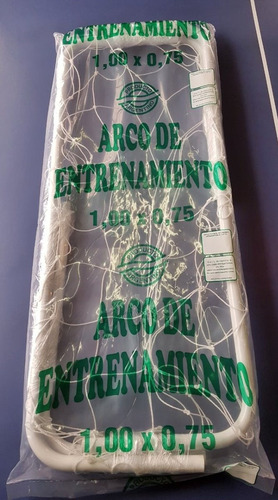 ENTRENAMIENTO
1,00 x 0,75
ARCO DE
ENTRENAMIENTO
1,00 x 0,75
ARCO DE
ENTRENAMIENTO
1,00 x 0,75